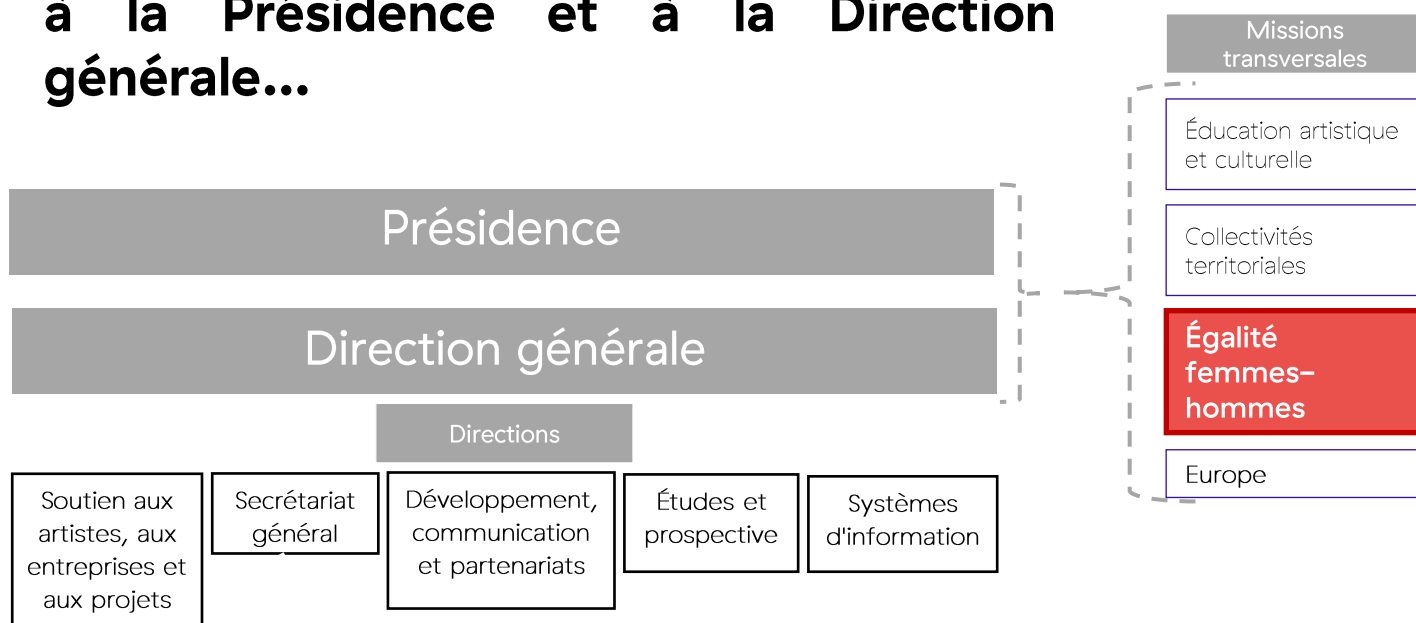 à la Présidence et à la Direction
générale...
Missions
transversales
Éducation artistique
et culturelle
Collectivités
territoriales
Égalité
femmes–
hommes
Europe
Présidence
Direction générale
Directions
Soutien aux
artistes, aux
entreprises et
aux projets
Secrétariat
général
Développement,
communication
et partenariats
Études et
prospective
Systèmes
d'information